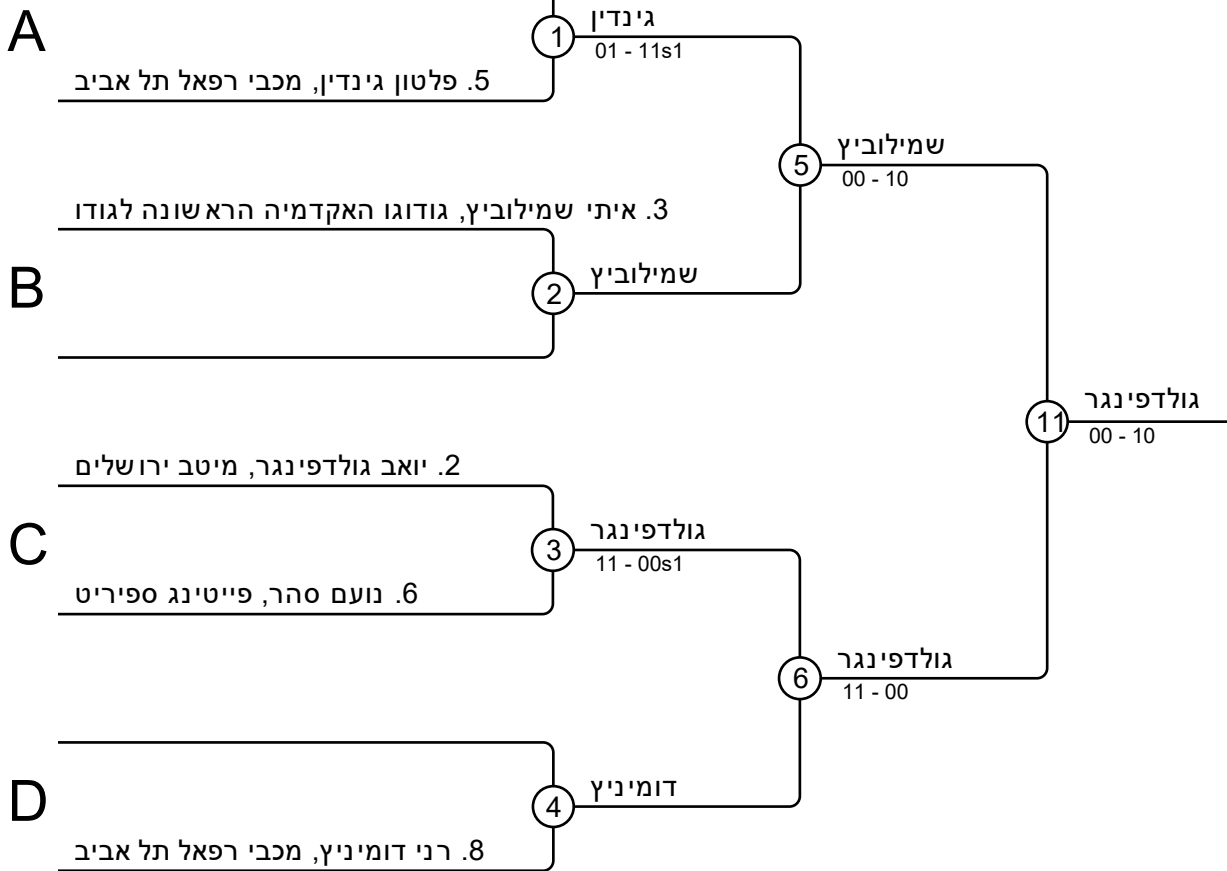 A
1
גינדין
01 - 11s1
5. פלטון גינדין, מכבי רפאל תל אביב
5
שמילוביץ
00 - 10
3. איתי שמילוביץ, גודוגו האקדמיה הראשונה לגודו
B
2
שמילוביץ
11
גולדפינגר
00 - 10
2. יואב גולדפינגר, מיטב ירושלים
C
3
גולדפינגר
11 - 00s1
6. נועם סהר, פייטינג ספיריט
6
גולדפינגר
11 - 00
D
4
דומיניץ
8. רני דומיניץ, מכבי רפאל תל אביב